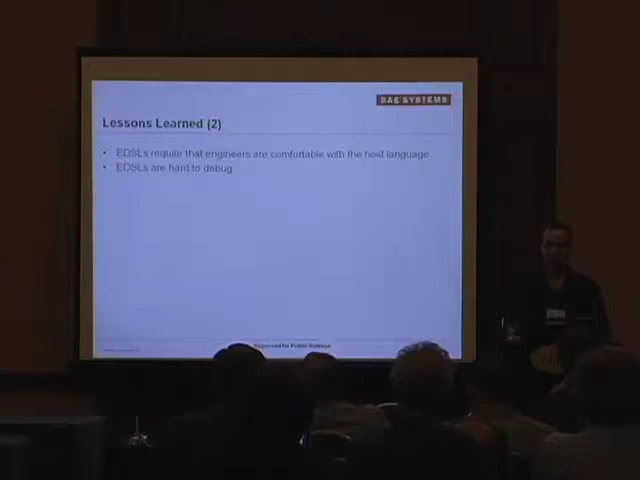 BAE SYSTEMS
Lessons Learned (2)
• EDSLs require that engineers are comfortable with the host language
• EDSLs are hard to debug
Approved for Public Release